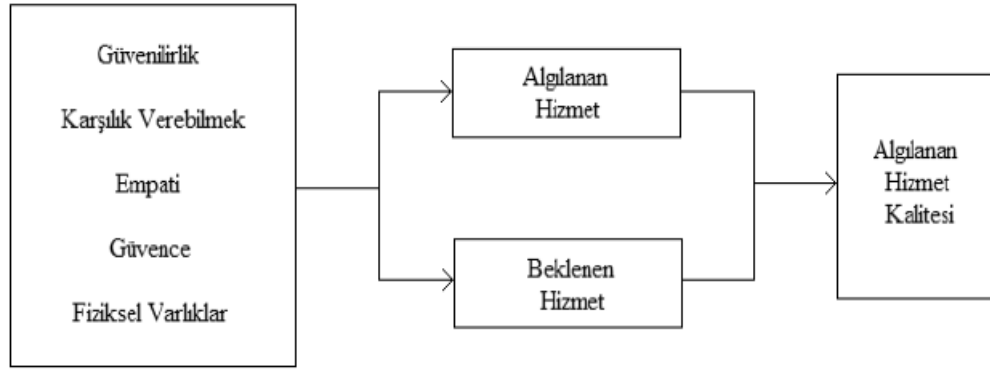 Güvenilirlik
Karşılık Verebilmek
Empati
Güvence
Fiziksel Varlıklar
Algılanan
Hizmet
Beklenen
Hizmet
Algılanan
Hizmet
Kalitesi